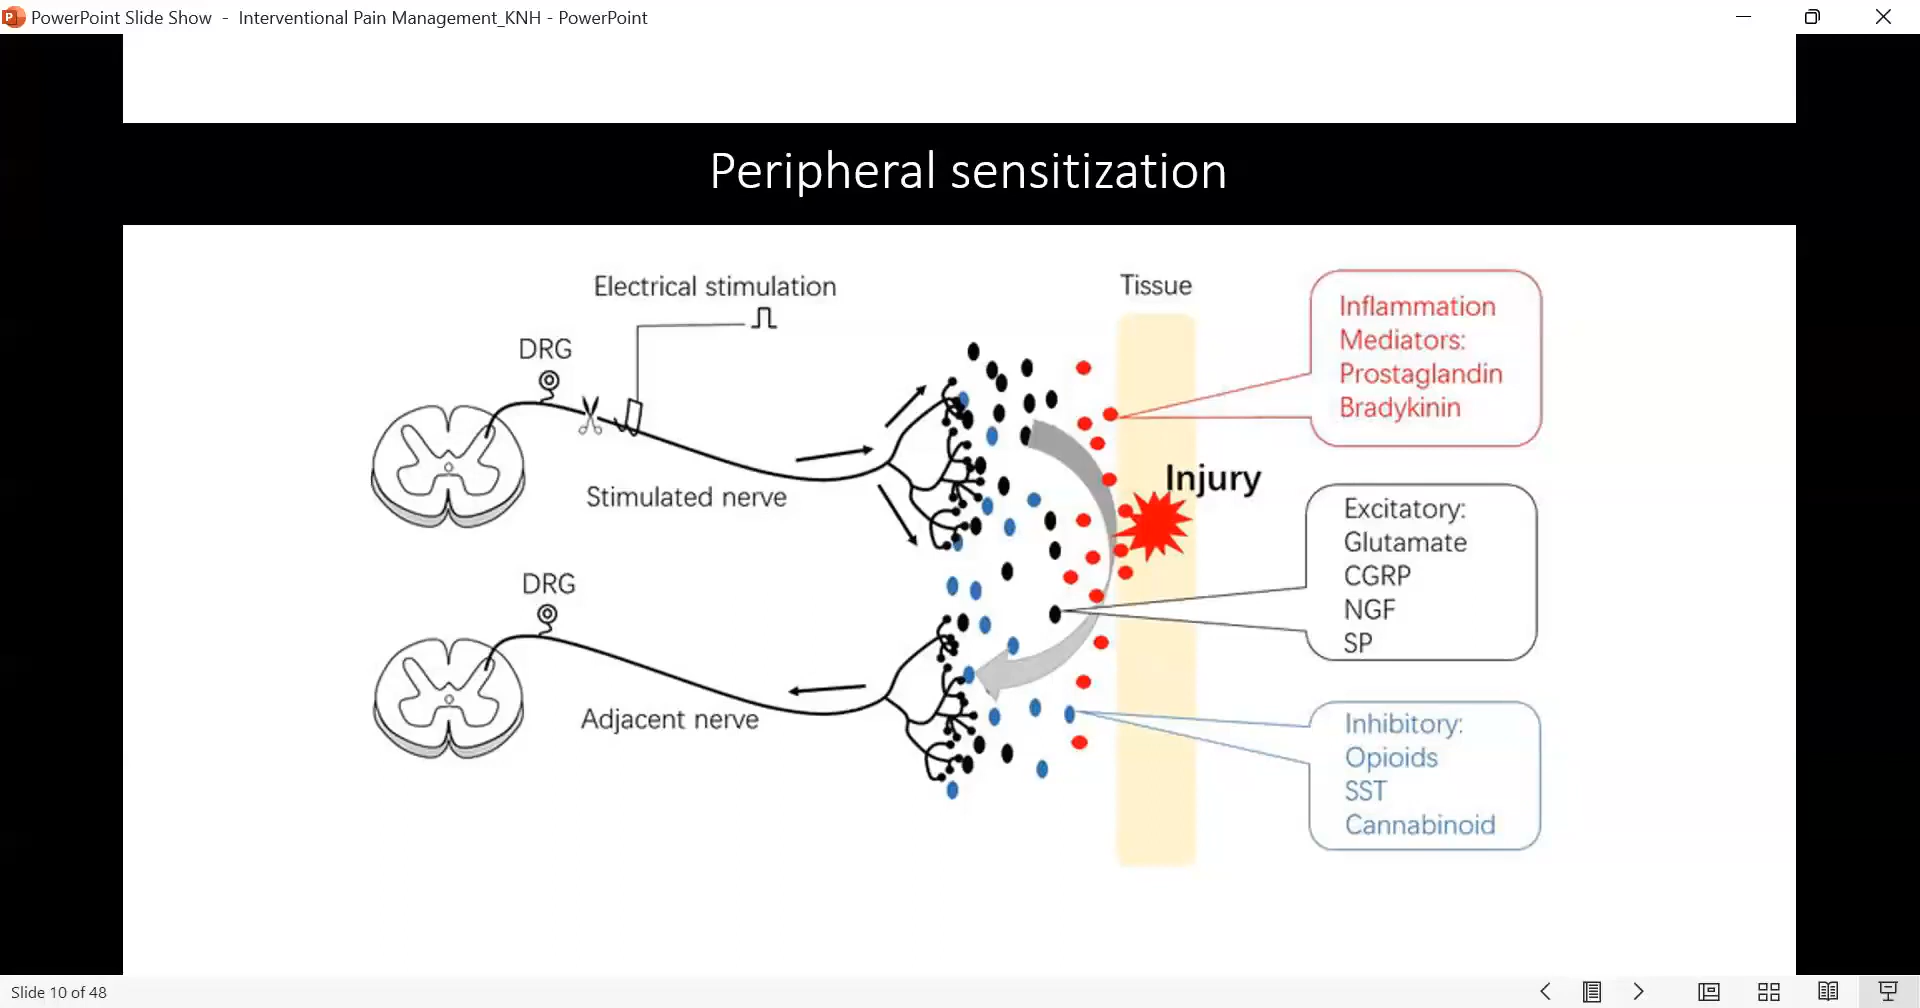 PowerPoint Slide Show - Interventional Pain Management_KNH - PowerPoint
Peripheral sensitization
Electrical stimulation
DRG
Stimulated nerve
DRG
Adjacent nerve
Tissue
Injury
Inflammation
Mediators:
Prostaglandin
Bradykinin
Excitatory:
Glutamate
CGRP
NGF
SP
Inhibitory:
Opioids
SST
Cannabinoid
Slide 10 of 48